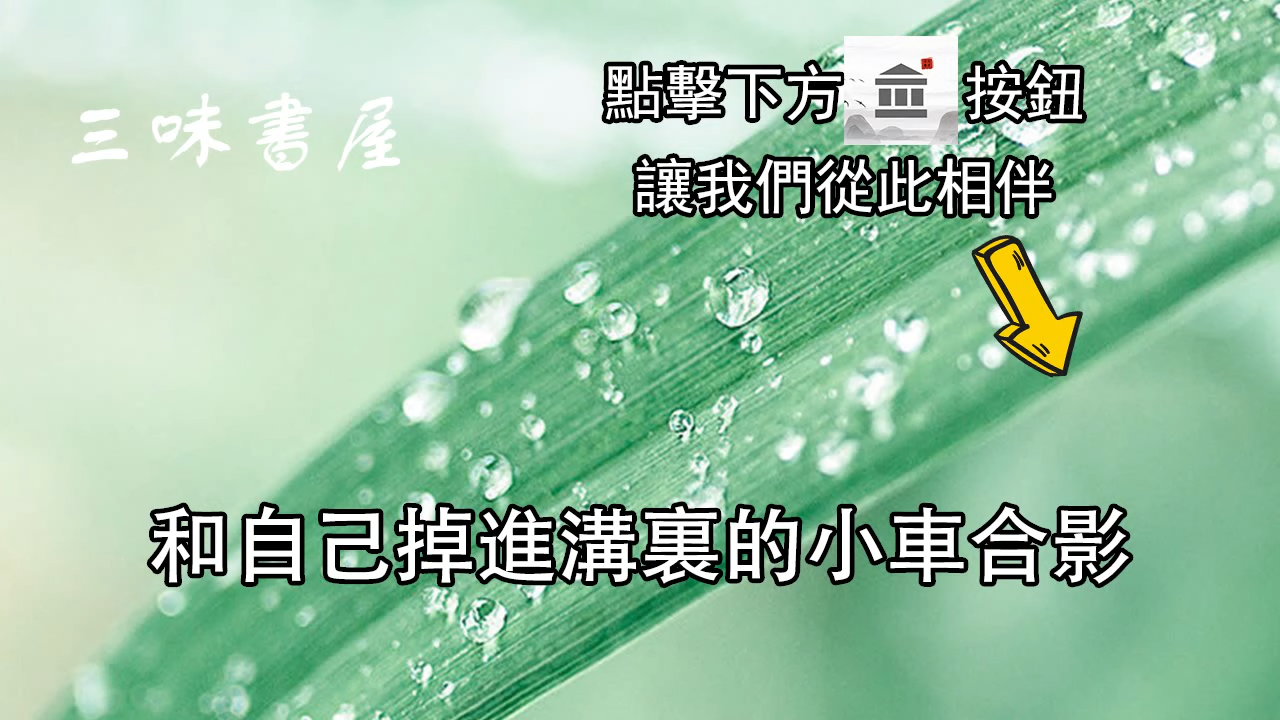 三味書屋
點擊下方按鈕
讓我們從此相伴
和自己掉進溝裏的小車合影